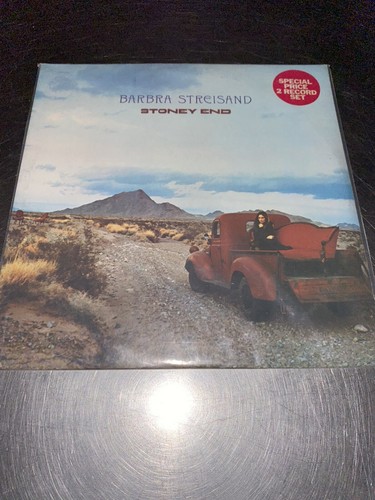 BARBRA STREISAND
STONEY END
SPECIAL
PRICE
2 RECORD
SET